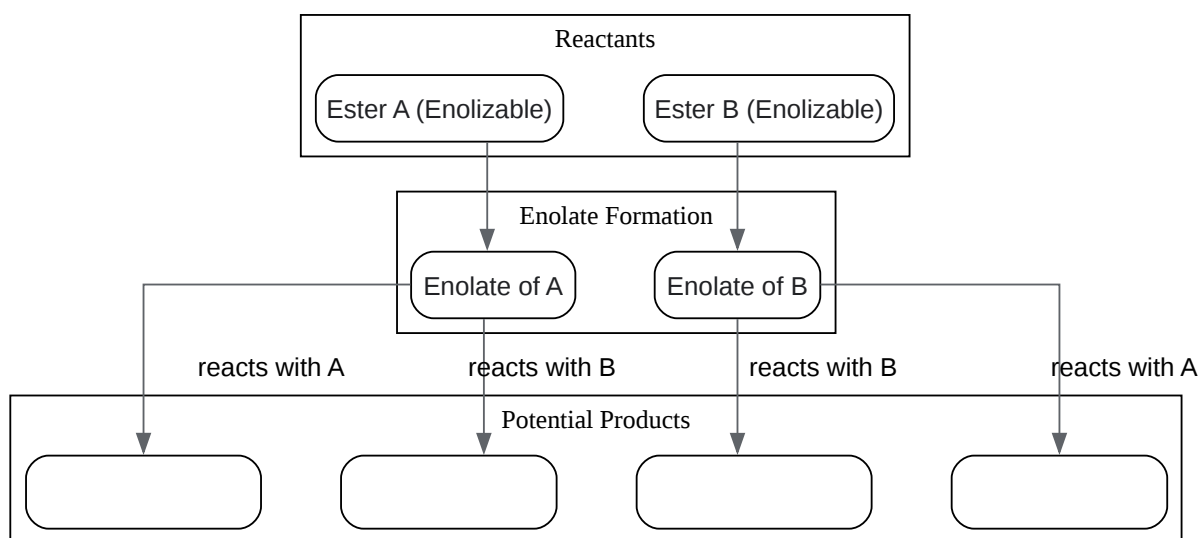 Reactants
Ester A (Enolizable)
Ester B (Enolizable)
Enolate Formation
Enolate of A
Enolate of B
reacts with A
reacts with B
reacts with B
reacts with A
Potential Products